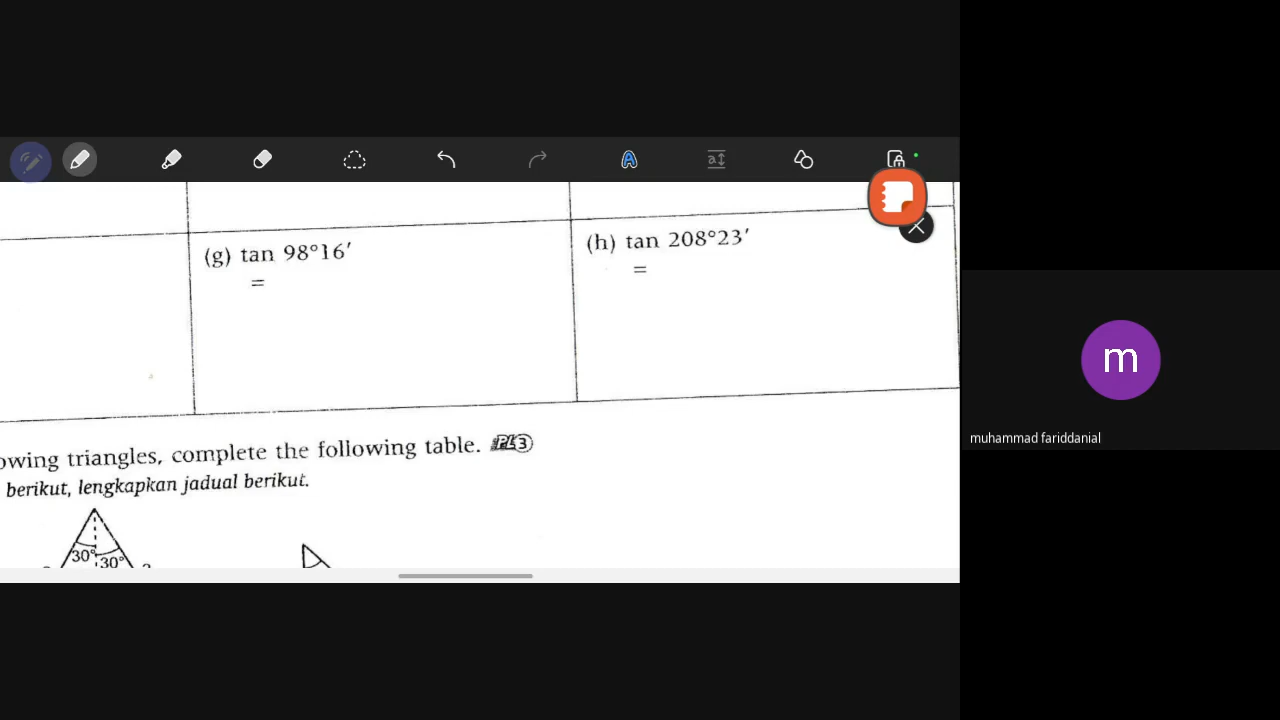 (g) tan 98°16′
=
(h) tan 208°23′
=
owing triangles, complete the following table. PL3
berikut, lengkapkan jadual berikut.
30° 30°
m
muhammad fariddanial